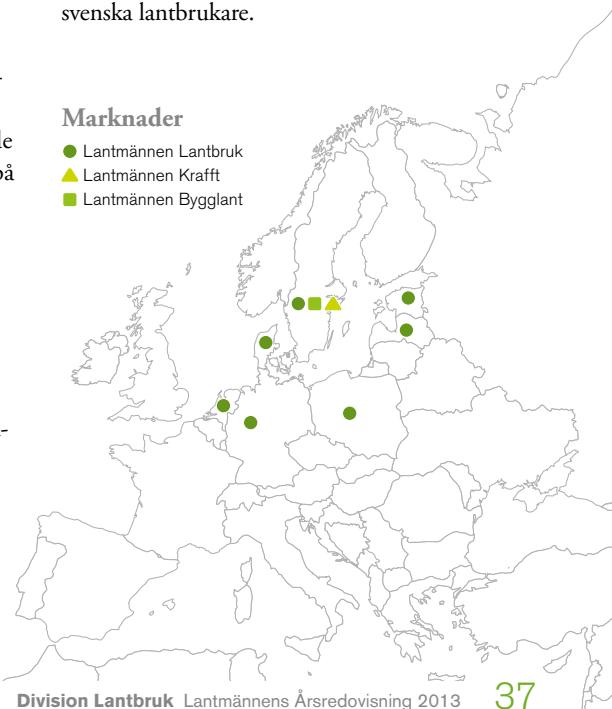 svenska lantbrukare.
Marknader
Lantmännen Lantbruk
Lantmännen Krafft
Lantmännen Bygglant
Division Lantbruk Lantmännens Årsredovisning 2013 37